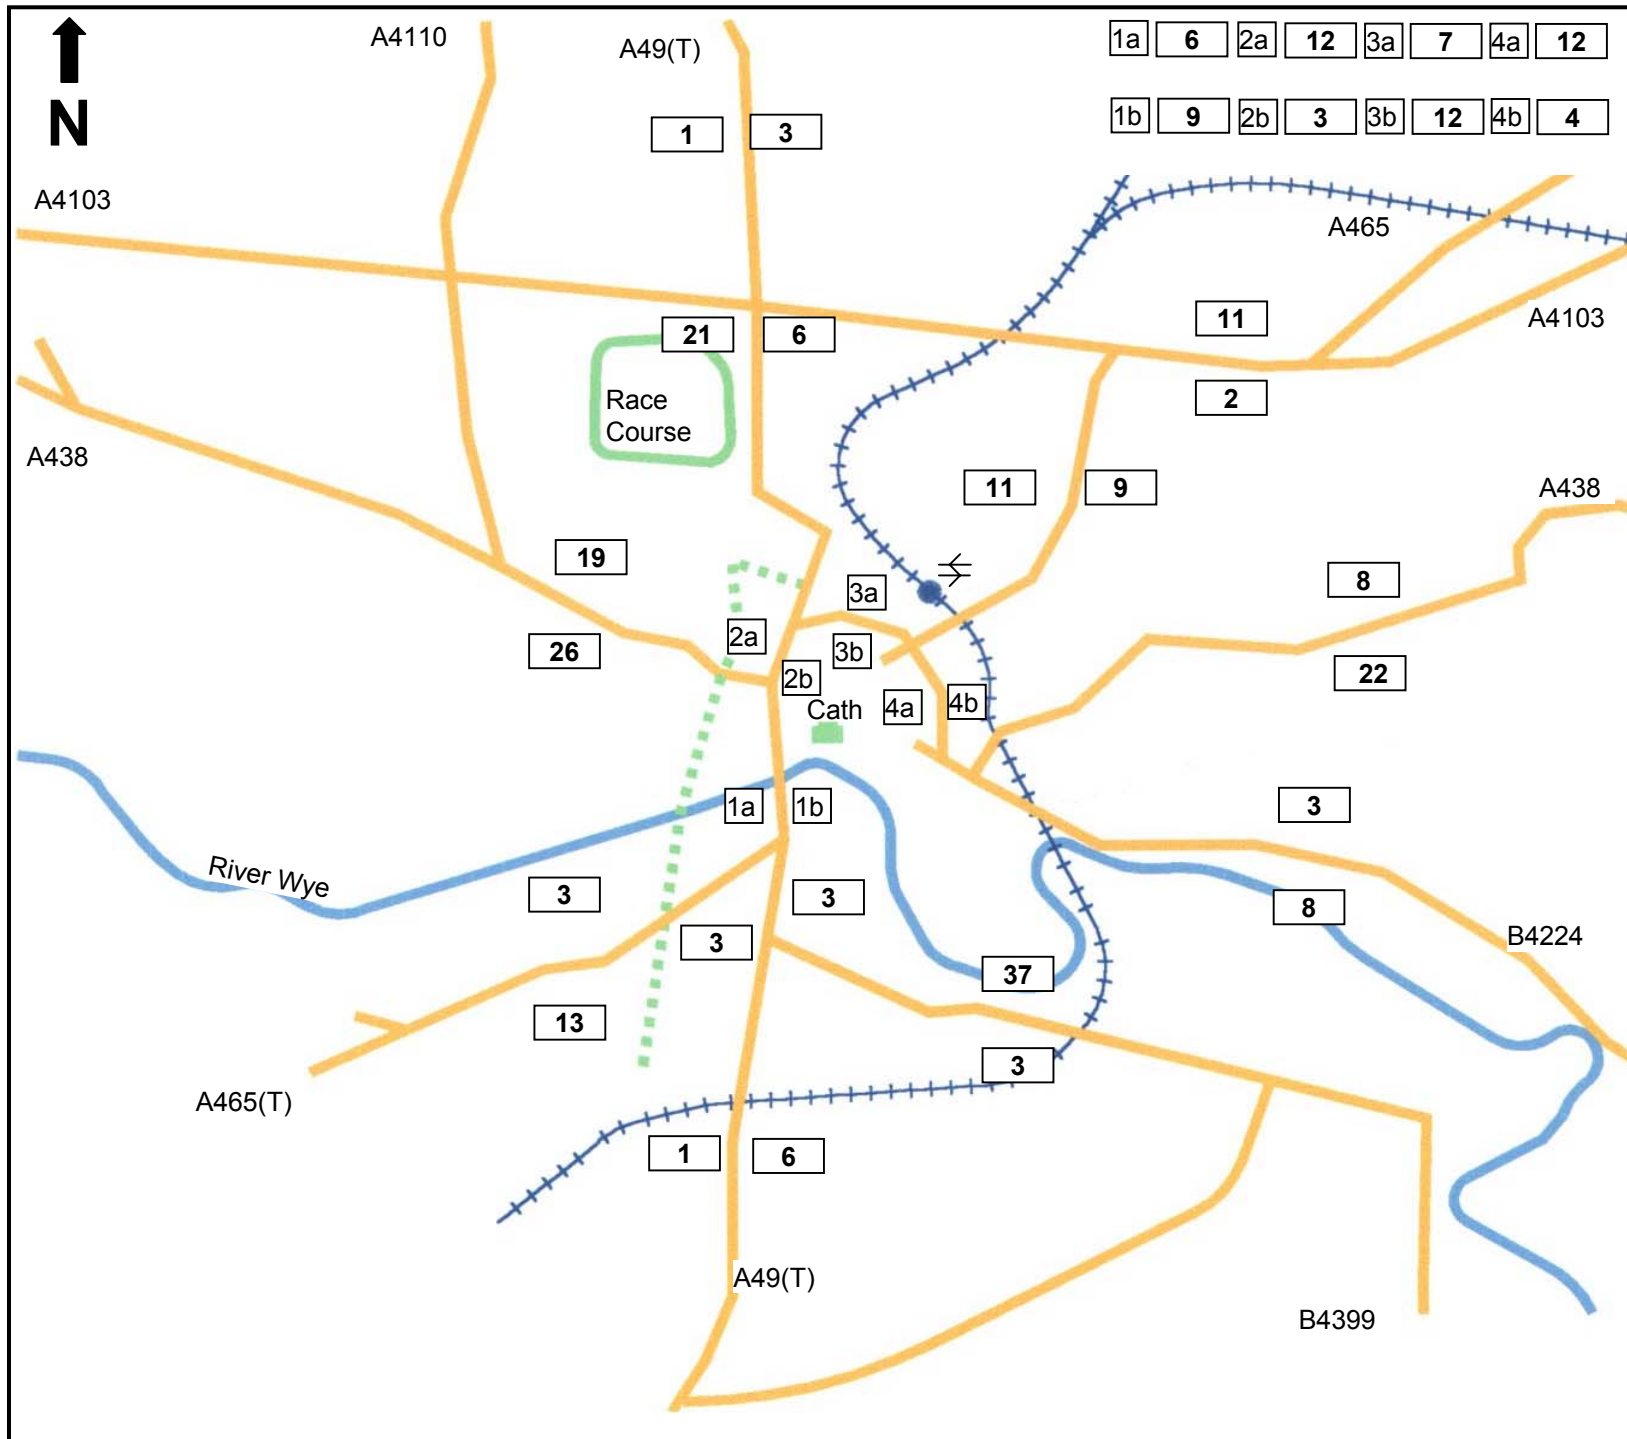 A4110
A49(T)
1a 6 2a 12 3a 7 4a 12
N
1 3
1b 9 2b 3 3b 12 4b 4
A4103
A465
21 6
11
A4103
Race
Course
2
A438
11 9
A438
19
8
3a
2a
26
3b
22
2b
Cath
4a 4b
1a 1b
3
River Wye
3
3
8
3
B4224
37
13
3
A465(T)
1 6
A49(T)
B4399